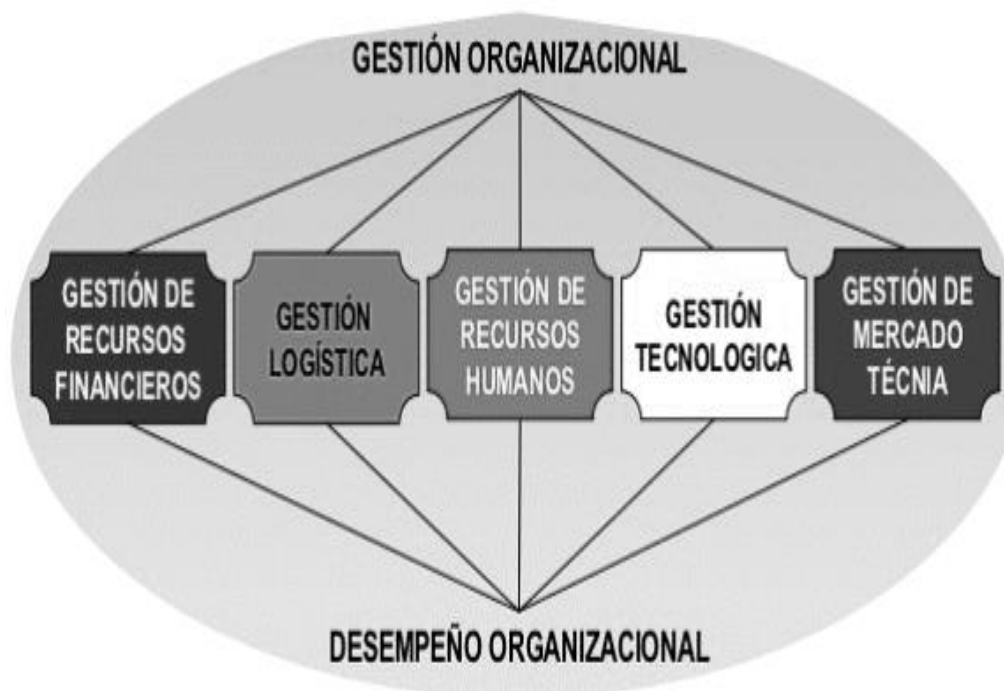 GESTIÓN ORGANIZACIONAL
GESTIÓN DE
RECURSOS
FINANCIEROS
GESTIÓN
LOGÍSTICA
GESTIÓN DE
RECURSOS
HUMANOS
GESTIÓN
TECNOLOGICA
GESTIÓN DE
MERCADO
TÉCNIA
DESEMPEÑO ORGANIZACIONAL